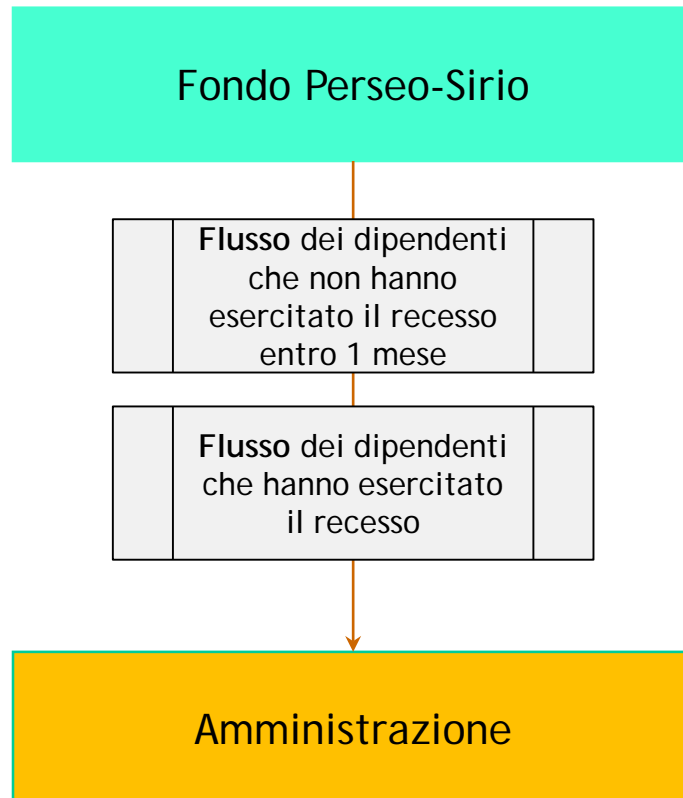 Fondo Perseo-Sirio
Flusso dei dipendenti
che non hanno
esercitato il recesso
entro 1 mese
Flusso dei dipendenti
che hanno esercitato
il recesso
Amministrazione